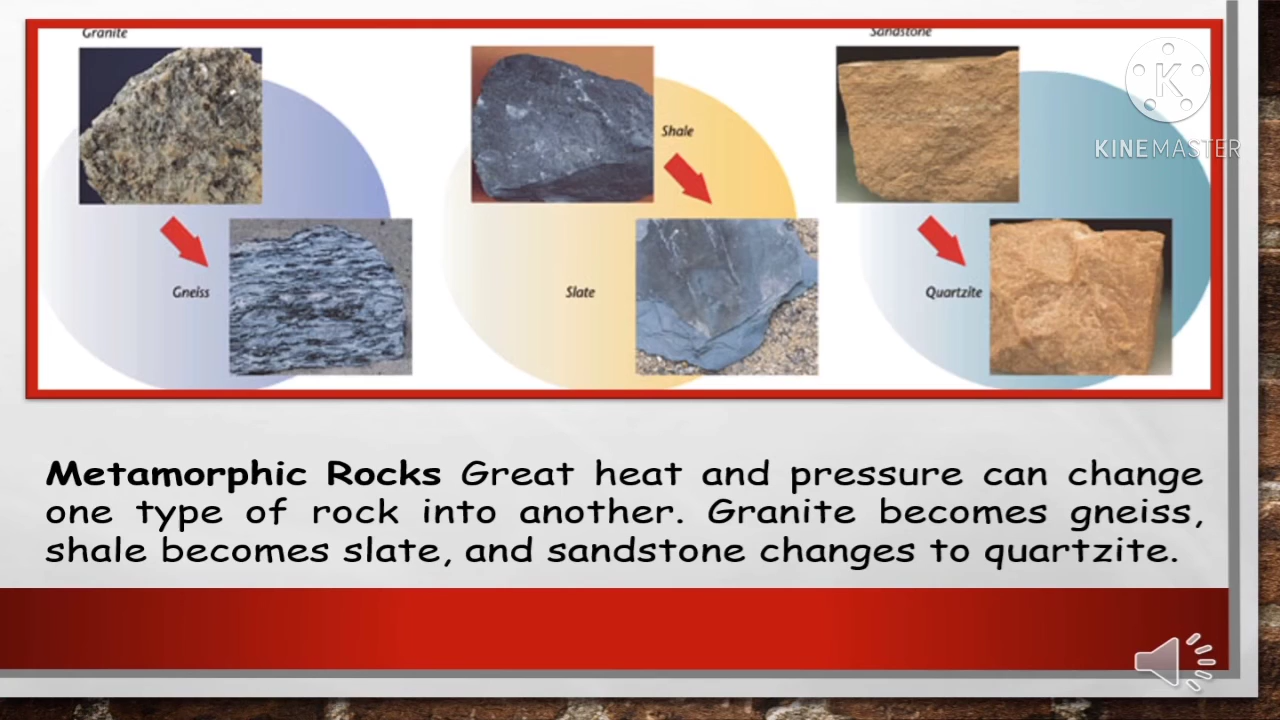 Granite
Sandstone
Shale
Gneiss
Slate
Quartzite
K
KINEMASTER
Metamorphic Rocks Great heat and pressure can change
one type of rock into another. Granite becomes gneiss,
shale becomes slate, and sandstone changes to quartzite.